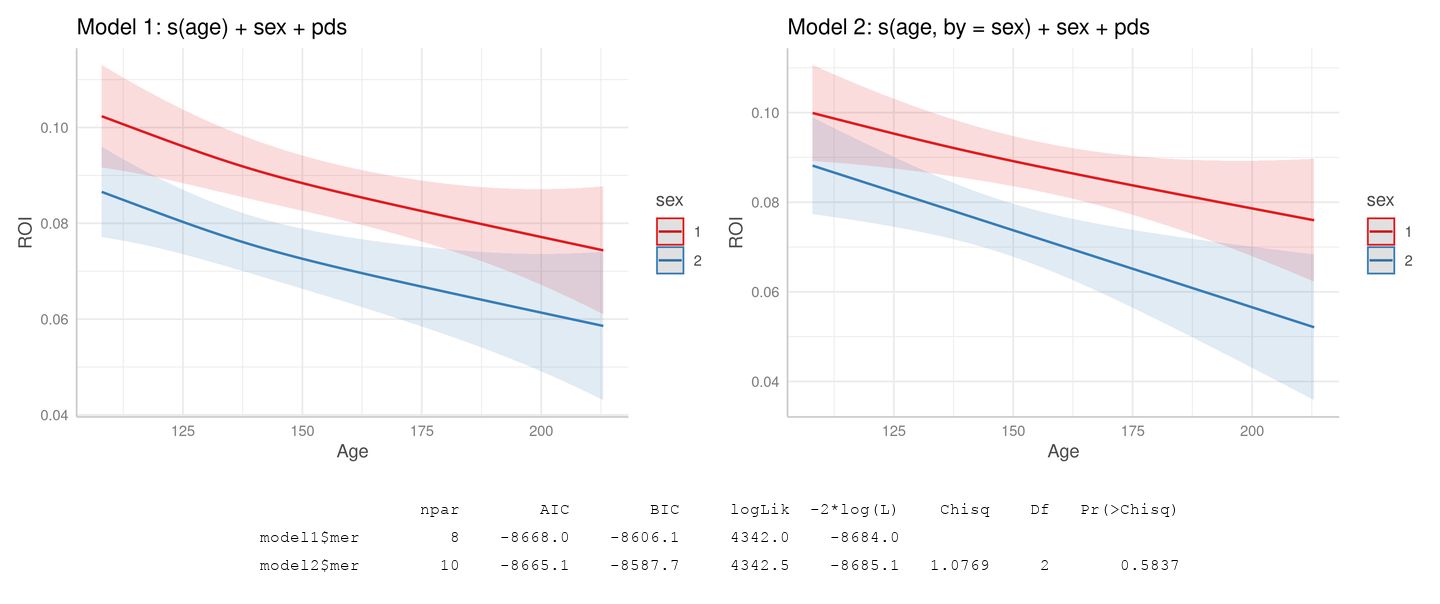 Model 1: s(age) + sex + pds
0.10
0.08
0.06
0.04
ROI
125 150 175 200
Age
sex
1
2
Model 2: s(age, by = sex) + sex + pds
0.10
0.08
0.06
0.04
ROI
125 150 175 200
Age
sex
1
2
npar AIC BIC logLik -2*log(L) Chisq Df Pr(>Chisq)
model1$mer 8 -8668.0 -8606.1 4342.0 -8684.0
model2$mer 10 -8665.1 -8587.7 4342.5 -8685.1 1.0769 2 0.5837